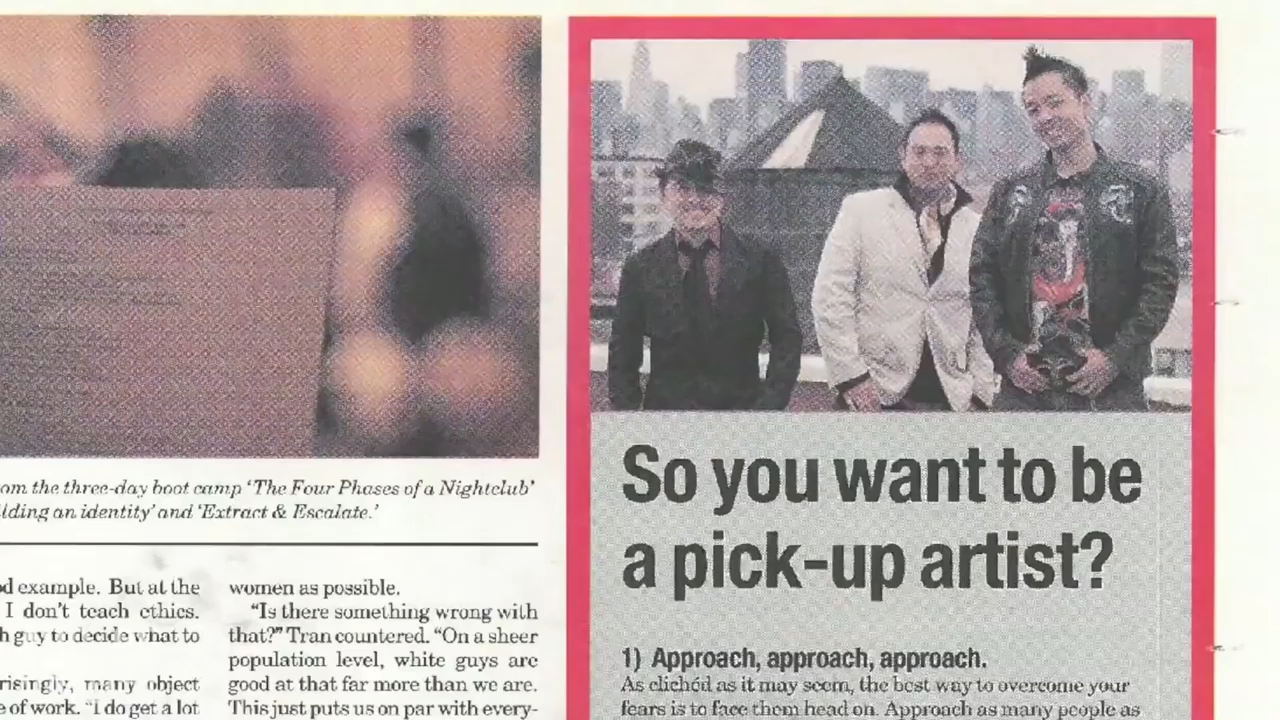 om the three-day boot camp ‘The Four Phases of a Nightclub’
lding an identity’ and ‘Extract & Escalate.’
d example. But at the
I don’t teach ethics.
h guy to decide what to
risingly, many object
e of work. “I do get a lot
women as possible.
“Is there something wrong with
that?” Tran countered. “On a sheer
population level, white guys are
good at that far more than we are.
This just puts us on par with every-
So you want to be
a pick-up artist?
1) Approach, approach, approach.
As clichéd as it may seem, the best way to overcome your
fears is to face them head on. Approach as many people as